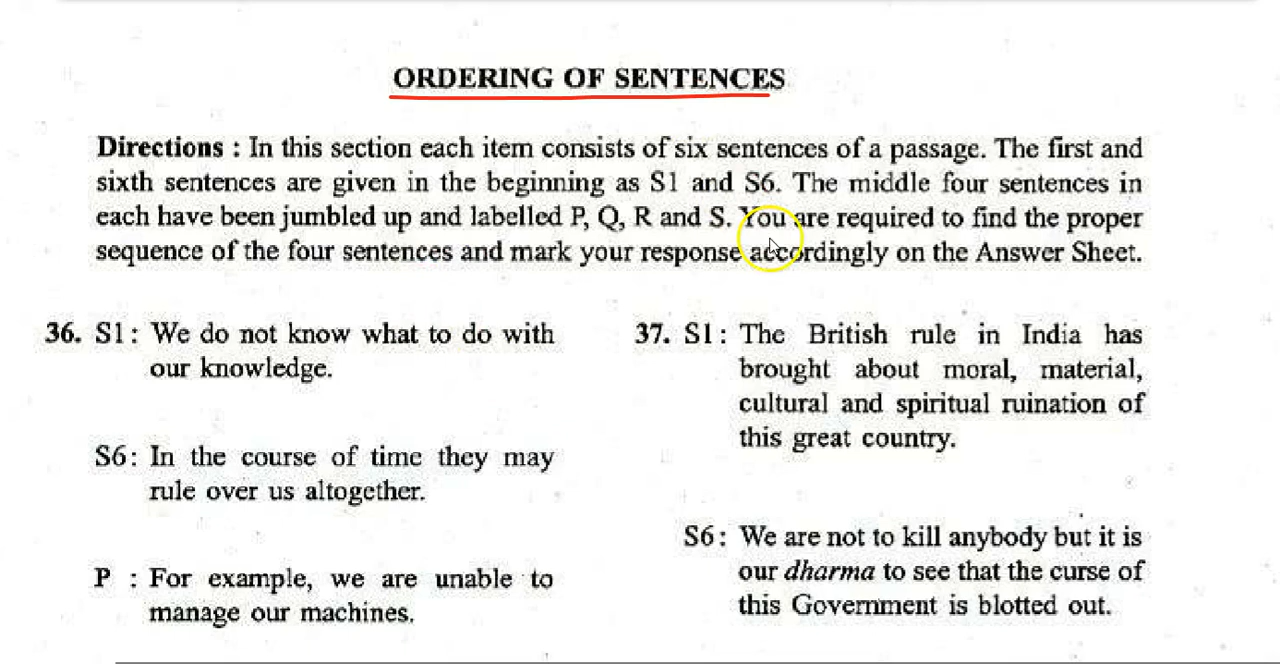 ORDERING OF SENTENCES
Directions : In this section each item consists of six sentences of a passage. The first and
sixth sentences are given in the beginning as S1 and S6. The middle four sentences in
each have been jumbled up and labelled P, Q, R and S. You are required to find the proper
sequence of the four sentences and mark your response accordingly on the Answer Sheet.
36. S1 : We do not know what to do with
our knowledge.
S6 : In the course of time they may
rule over us altogether.
P : For example, we are unable to
manage our machines.
37. S1 : The British rule in India has
brought about moral, material,
cultural and spiritual ruination of
this great country.
S6 : We are not to kill anybody but it is
our dharma to see that the curse of
this Government is blotted out.